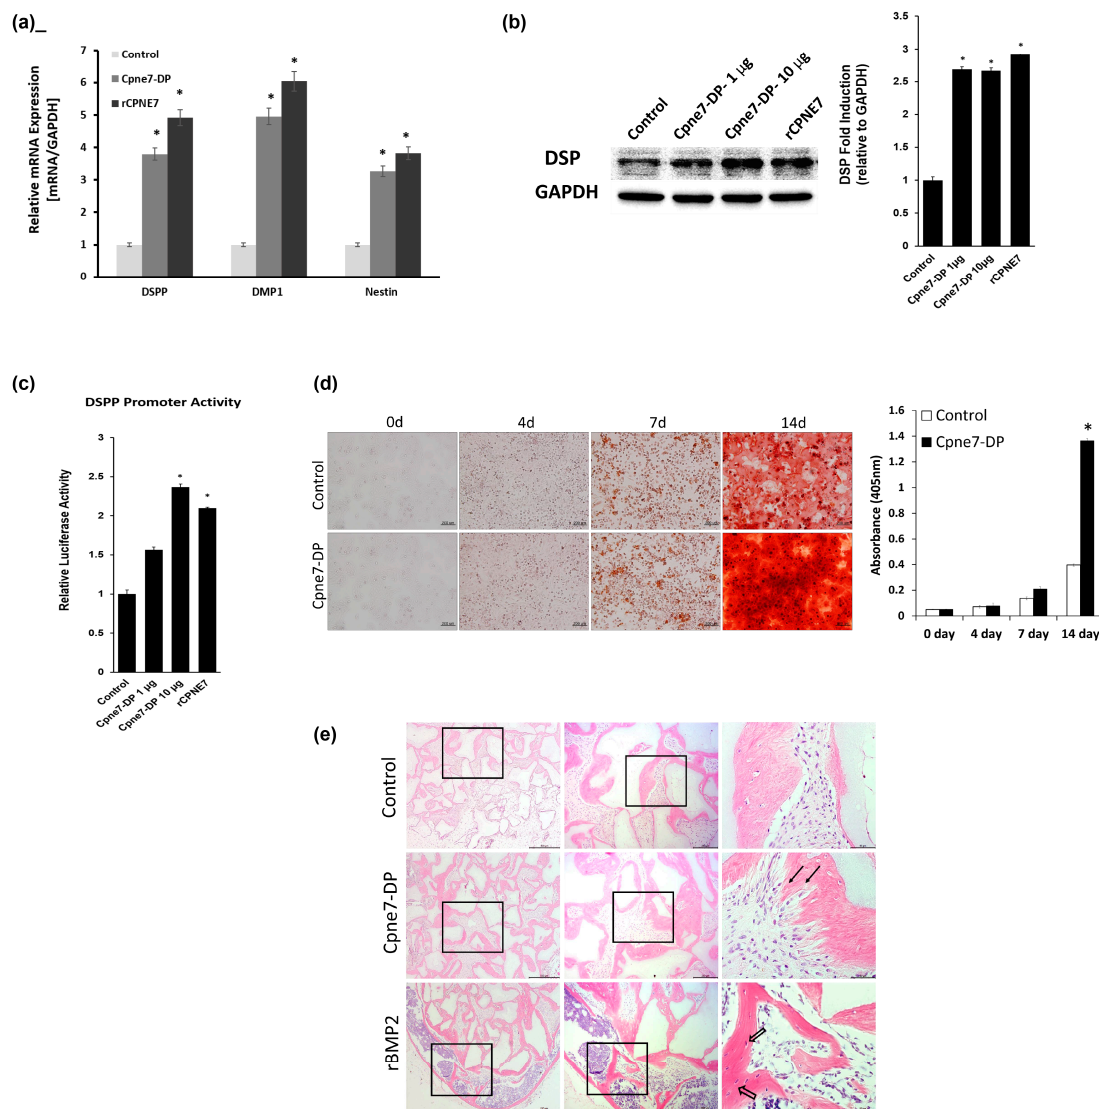 (a)_
Relative mRNA Expression
[mRNA/GAPDH]
7
6
5
4
3
2
1
0
Control
Cpne7-DP
rCPNE7
* * * * * *
DSPP DMP1 Nestin
(b)
Control Cpne7-DP- 1 μg Cpne7-DP- 10 μg rCPNE7
DSP
GAPDH
DSP Fold Induction
(relative to GAPDH)
3.5
3
2.5
2
1.5
1
0.5
0
* * *
Control Cpne7-DP 1μg Cpne7-DP 10μg rCPNE7
(c)
DSPP Promoter Activity
Relative Luciferase Activity
3
2.5
2
1.5
1
0.5
0
* *
Control Cpne7-DP 1 μg Cpne7-DP 10 μg rCPNE7
(d)
0d 4d 7d 14d
Control
Cpne7-DP
Absorbance (405nm)
1.6
1.4
1.2
1
0.8
0.6
0.4
0.2
0
Control
Cpne7-DP
*
0 day 4 day 7 day 14 day
(e)
Control
Cpne7-DP
rBMP2